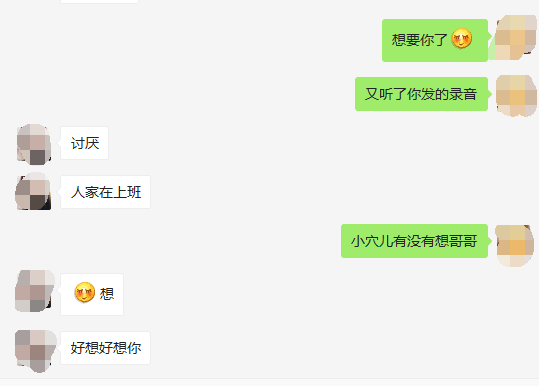 想要你了
又听了你发的录音
讨厌
人家在上班
小穴儿有没有想哥哥
想
好想好想你